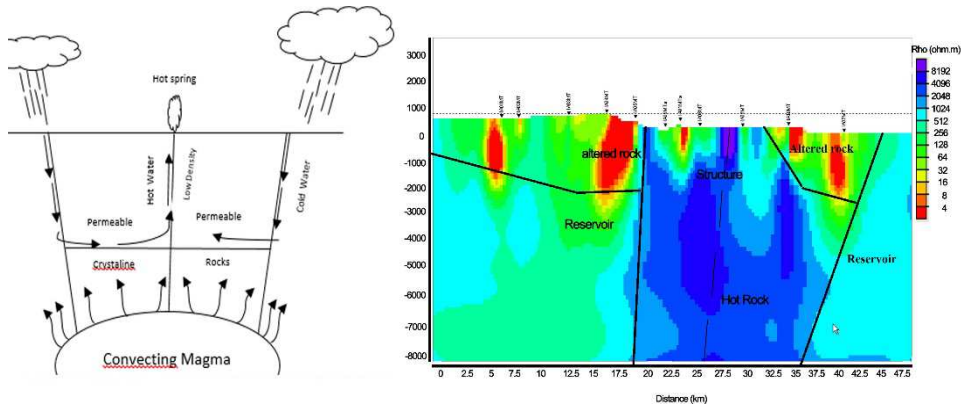 Hot spring
Hot Water
Low Density
Cold Water
Permeable
Permeable
Crystaline
Rocks
Convecting Magma
Rho (ohm.m)
8192
4096
2048
1024
512
256
128
64
32
16
8
4
3000
2000
1000
0
-1000
-2000
-3000
-4000
-5000
-6000
-7000
-8000
altered rock
Structure
Altered rock
Reservoir
Reservoir
Hot Rock
0 2.5 5 7.5 10 12.5 15 17.5 20 22.5 25 27.5 30 32.5 35 37.5 40 42.5 45 47.5
Distance (km)